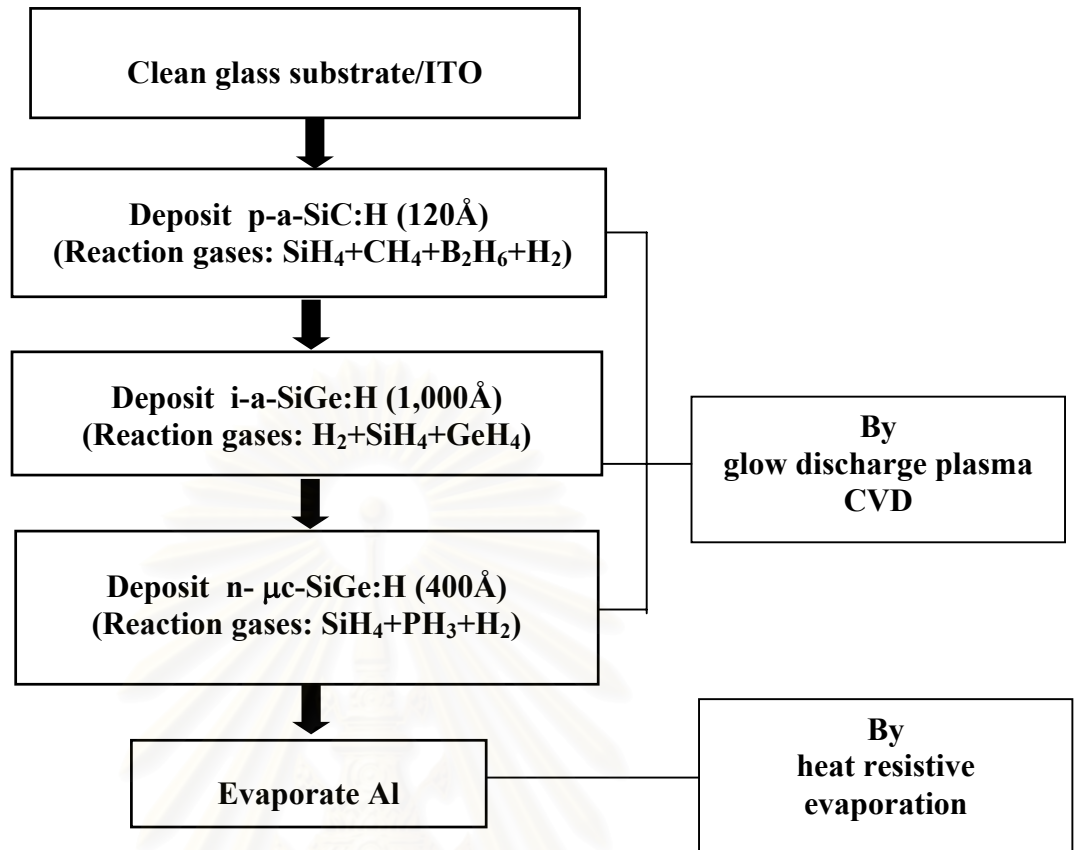 Clean glass substrate/ITO
Deposit p-a-SiC:H (120Å)
(Reaction gases: SiH₄+CH₄+B₂H₆+H₂)
Deposit i-a-SiGe:H (1,000Å)
(Reaction gases: H₂+SiH₄+GeH₄)
By
glow discharge plasma
CVD
Deposit n- μc-SiGe:H (400Å)
(Reaction gases: SiH₄+PH₃+H₂)
Evaporate Al
By
heat resistive
evaporation